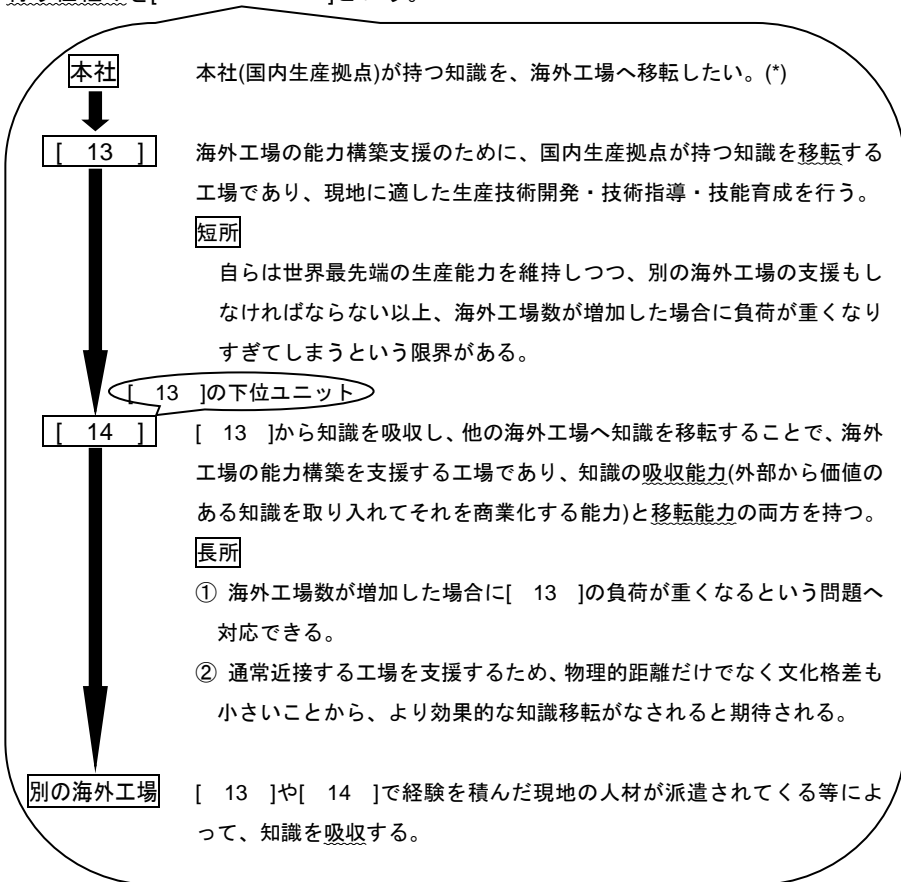 本社 本社(国内生産拠点)が持つ知識を、海外工場へ移転したい。(*)
[ 13 ] 海外工場の能力構築支援のために、国内生産拠点が持つ知識を移転する
工場であり、現地に適した生産技術開発・技術指導・技能育成を行う。
短所
自らは世界最先端の生産能力を維持しつつ、別の海外工場の支援もし
なければならない以上、海外工場数が増加した場合に負荷が重くなり
すぎてしまうという限界がある。
[ 13 ]の下位ユニット
[ 14 ] [ 13 ]から知識を吸収し、他の海外工場へ知識を移転することで、海外
工場の能力構築を支援する工場であり、知識の吸収能力(外部から価値の
ある知識を取り入れてそれを商業化する能力)と移転能力の両方を持つ。
長所
① 海外工場数が増加した場合に[ 13 ]の負荷が重くなるという問題へ
対応できる。
② 通常近接する工場を支援するため、物理的距離だけでなく文化格差も
小さいことから、より効果的な知識移転がなされると期待される。
別の海外工場 [ 13 ]や[ 14 ]で経験を積んだ現地の人材が派遣されてくる等によ
って、知識を吸収する。